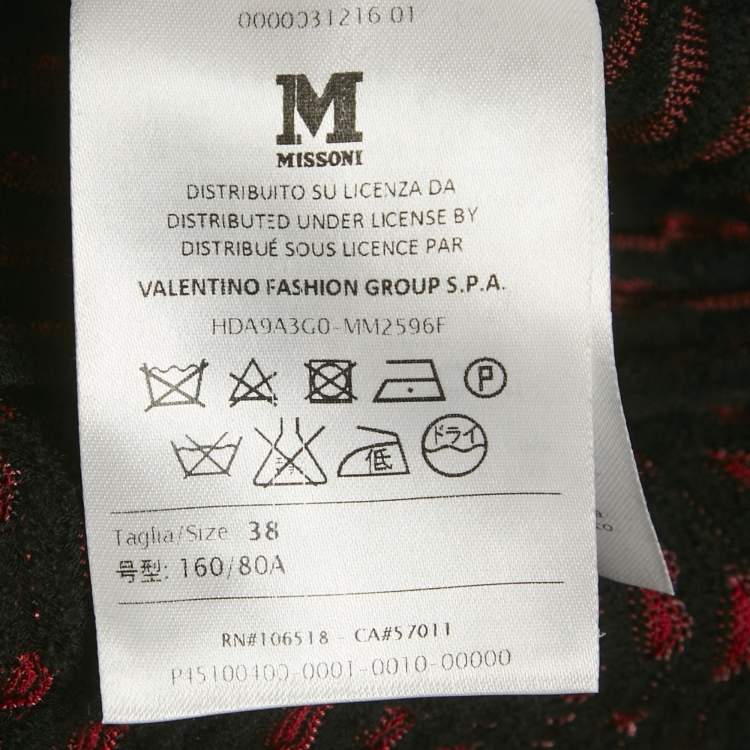 0000031216 01
M
MISSONI
DISTRIBUITO SU LICENZA DA
DISTRIBUTED UNDER LICENSE BY
DISTRIBUÉ SOUS LICENCE PAR
VALENTINO FASHION GROUP S.P.A.
HDA9A3G0-MM2596F
P
低 ドライ
Taglia/Size 38
号型: 160/80A
RN#106518 - CA#57011
P45100400-0001-0010-00000